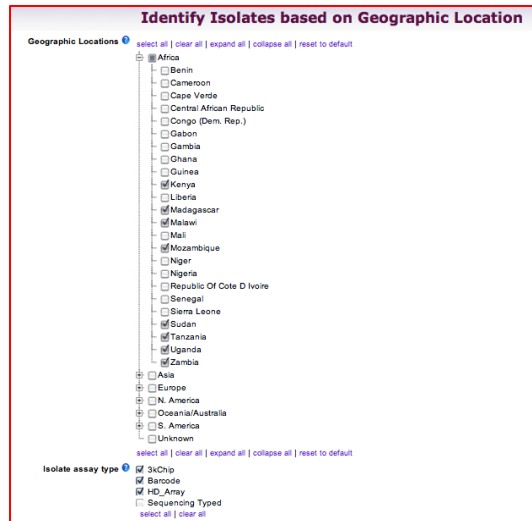 Identify Isolates based on Geographic Location
Geographic Locations ? select all | clear all | expand all | collapse all | reset to default
Africa
Benin
Cameroon
Cape Verde
Central African Republic
Congo (Dem. Rep.)
Gabon
Gambia
Ghana
Guinea
Kenya
Liberia
Madagascar
Malawi
Mali
Mozambique
Niger
Nigeria
Republic Of Cote D Ivoire
Senegal
Sierra Leone
Sudan
Tanzania
Uganda
Zambia
Asia
Europe
N. America
Oceania/Australia
S. America
Unknown
select all | clear all | expand all | collapse all | reset to default
Isolate assay type ? 3kChip
Barcode
HD_Array
Sequencing Typed
select all | clear all